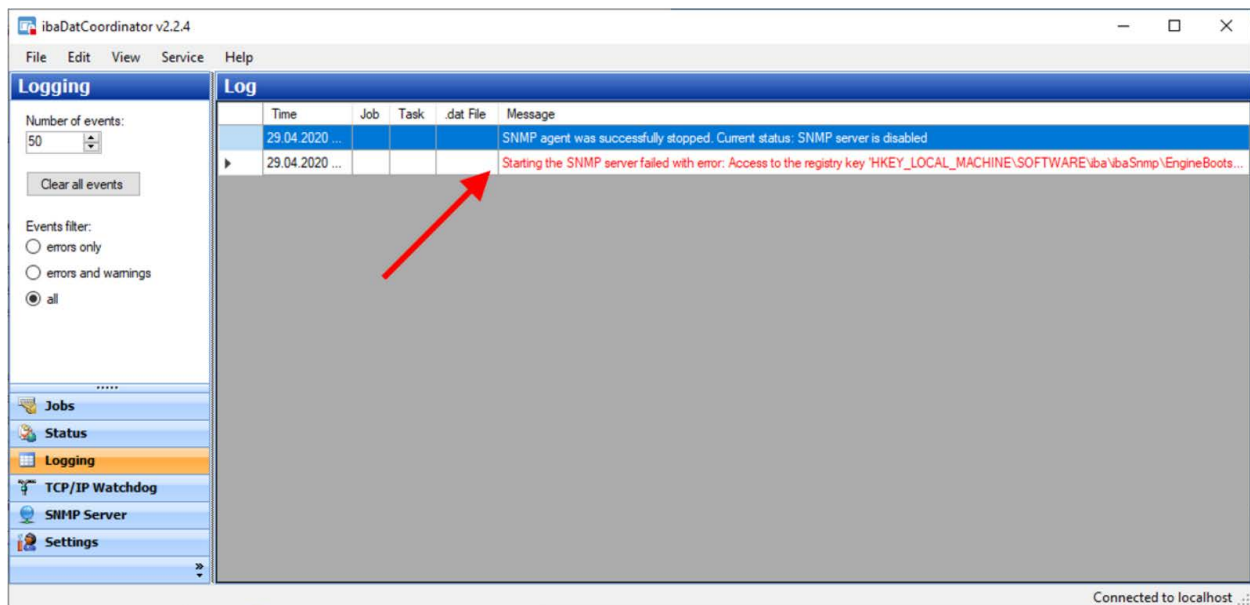 ibaDatCoordinator v2.2.4
File Edit View Service Help
Logging
Log
Number of events:
50
Clear all events
Events filter:
errors only
errors and warnings
all
Time Job Task .dat File Message
29.04.2020 ... SNMP agent was successfully stopped. Current status: SNMP server is disabled
29.04.2020 ... Starting the SNMP server failed with error: Access to the registry key 'HKEY_LOCAL_MACHINE\SOFTWARE\iba\ibaSnmp\EngineBoots...
Jobs
Status
Logging
TCP/IP Watchdog
SNMP Server
Settings
Connected to localhost